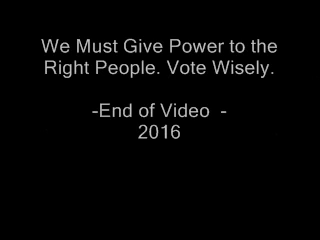 We Must Give Power to the
Right People. Vote Wisely.
-End of Video  -
2016